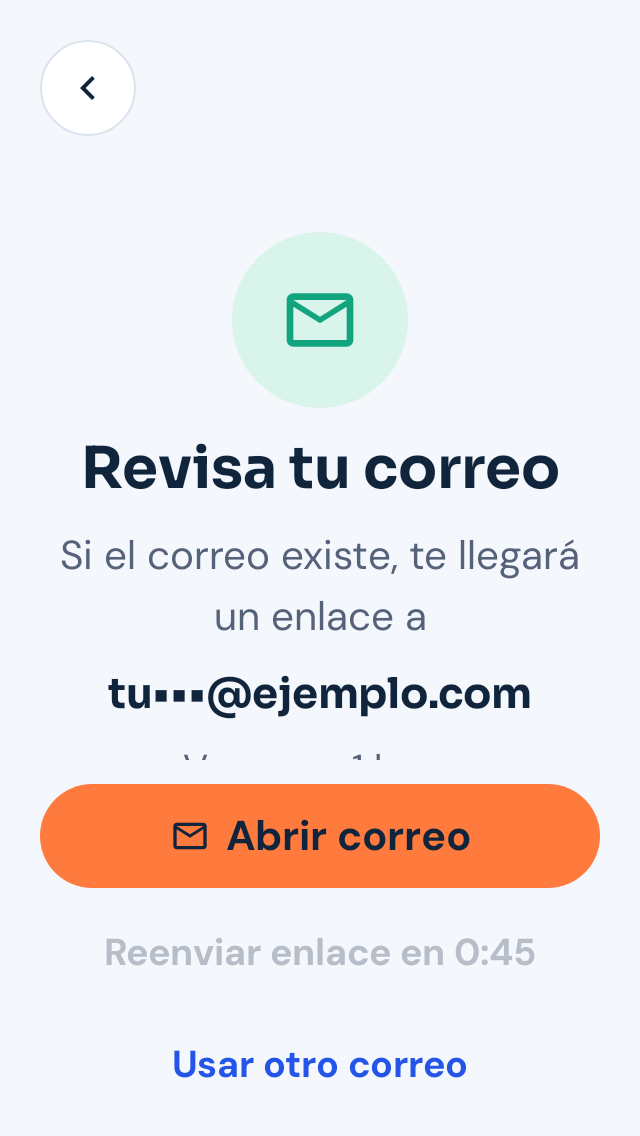 Revisa tu correo
Si el correo existe, te llegará
un enlace a
tu▪▪▪@ejemplo.com
Abrir correo
Reenviar enlace en 0:45
Usar otro correo